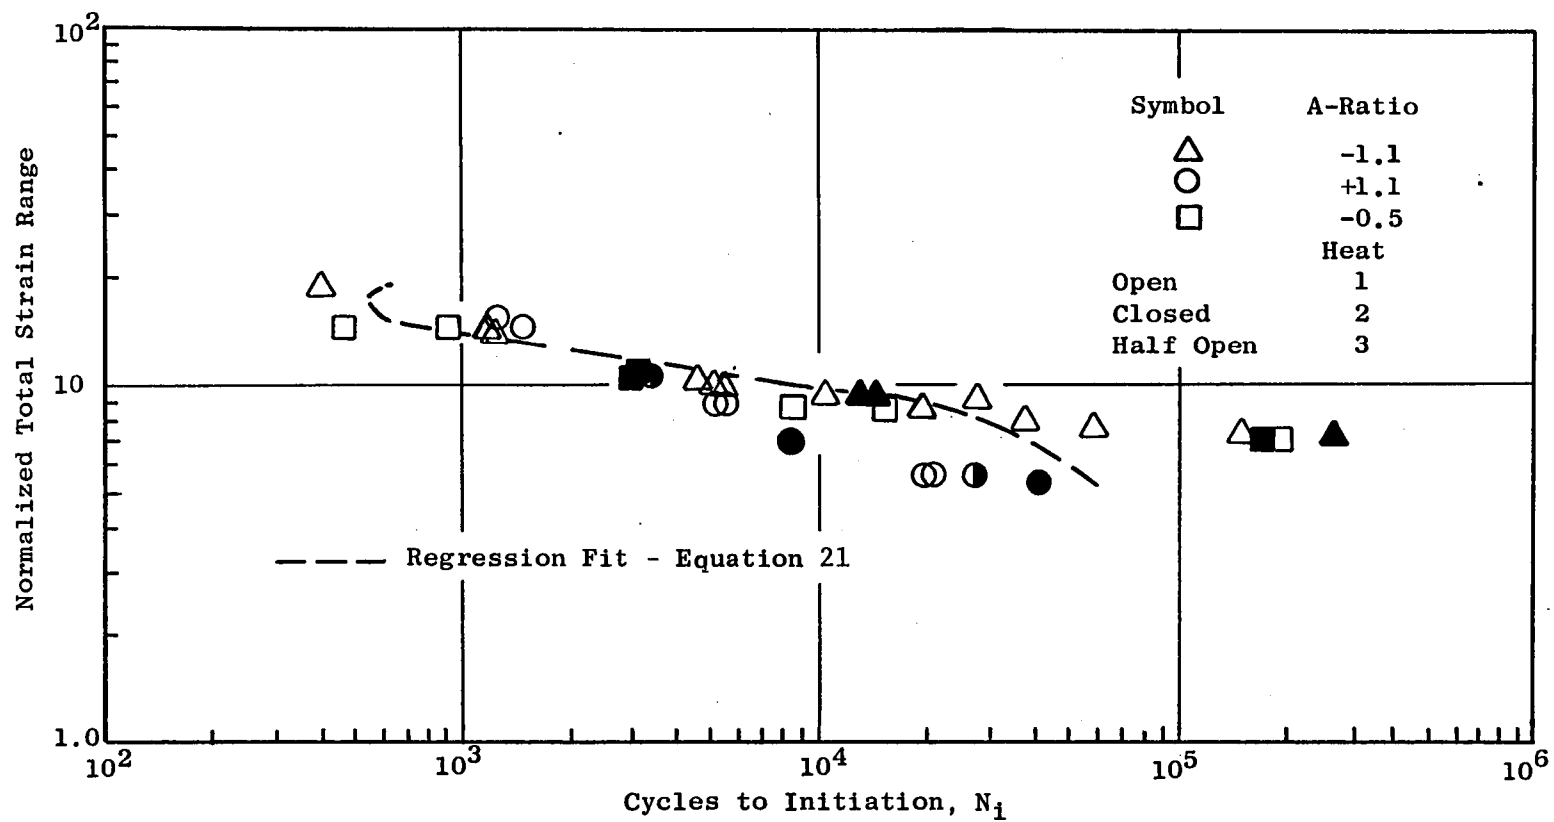 10²
Symbol A-Ratio
-1.1
+1.1
-0.5
Heat
Open 1
Closed 2
Half Open 3
Normalized Total Strain Range
10
Regression Fit - Equation 21
1.0
10² 10³ 10⁴ 10⁵ 10⁶
Cycles to Initiation, Nᵢ